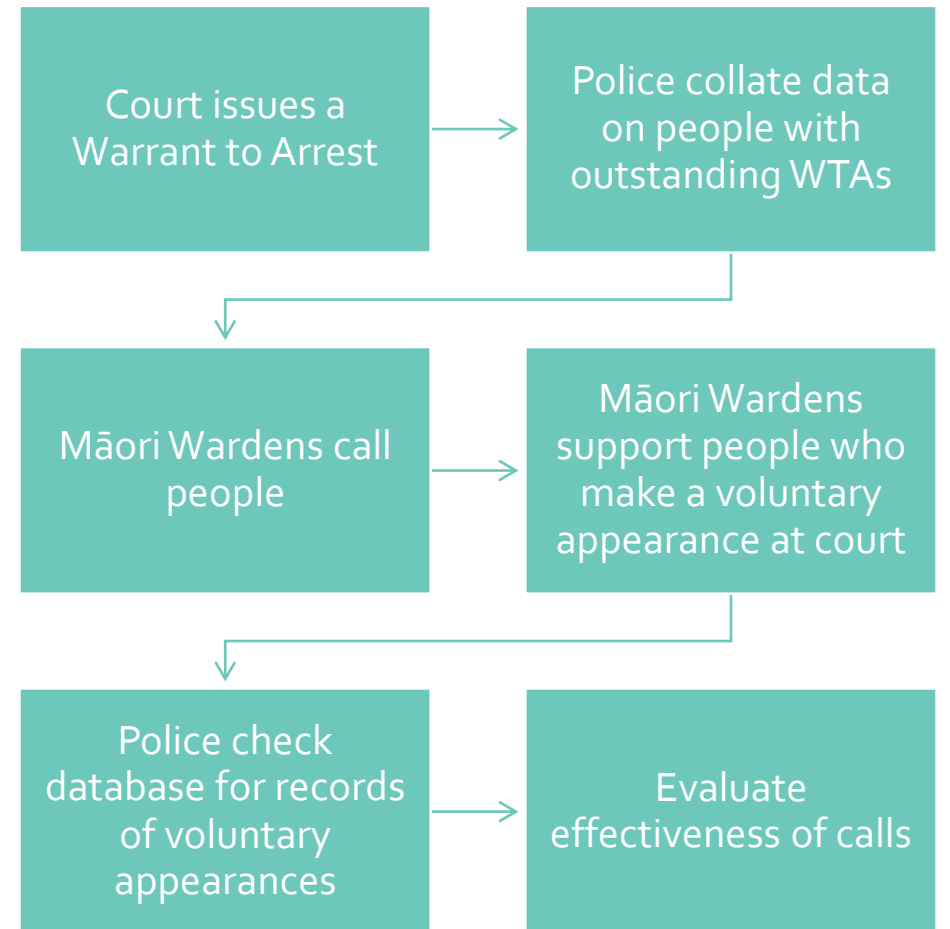 Court issues a
Warrant to Arrest
Police collate data
on people with
outstanding WTAs
Māori Wardens call
people
Māori Wardens
support people who
make a voluntary
appearance at court
Police check
database for records
of voluntary
appearances
Evaluate
effectiveness of calls